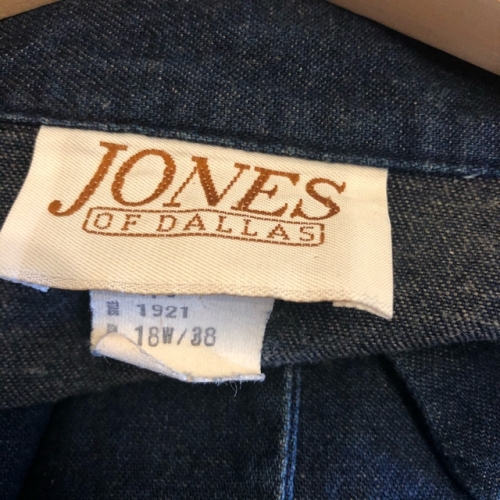 JONES
OF DALLAS
1921
18W/38